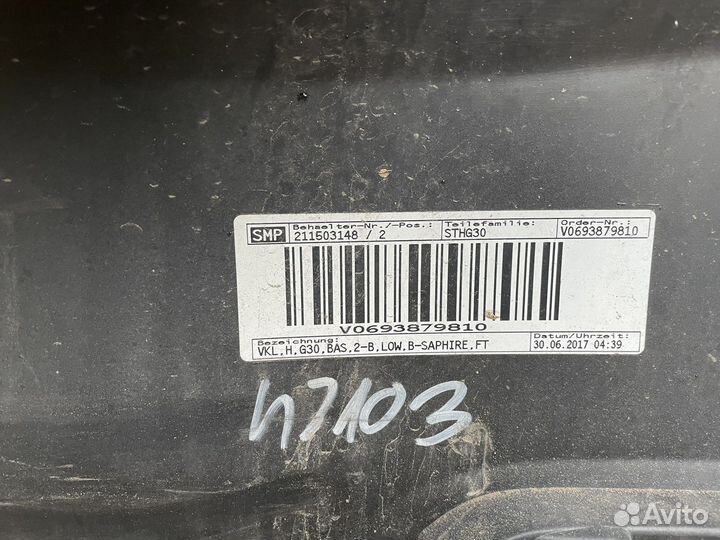 SMP Behaelter-Nr./-Pos.: Teilefamilie: Order-Nr.:
211503148 / 2 STHG30 V0693879810
V0693879810
Bezeichnung: Datum/Uhrzeit:
VKL,H,G30,BAS,2-B,LOW,B-SAPHIRE,FT 30.06.2017 04:39
47103
Avito